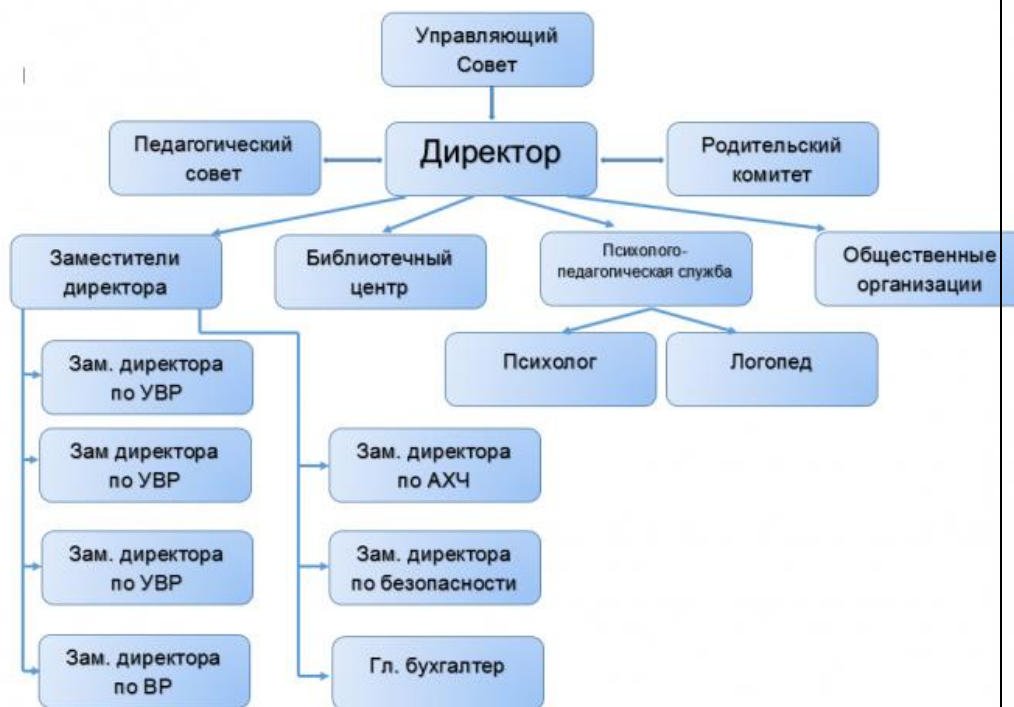 Управляющий
Совет
Педагогический
совет
Директор
Родительский
комитет
Заместители
директора
Библиотечный
центр
Психолого-
педагопическая служба
Общественные
организации
Психолог
Логопед
Зам. директора
по УВР
Зам директора
по УВР
Зам. директора
по АХЧ
Зам. директора
по УВР
Зам. директора
по безопасности
Зам. директора
по ВР
Гл. бухгалтер